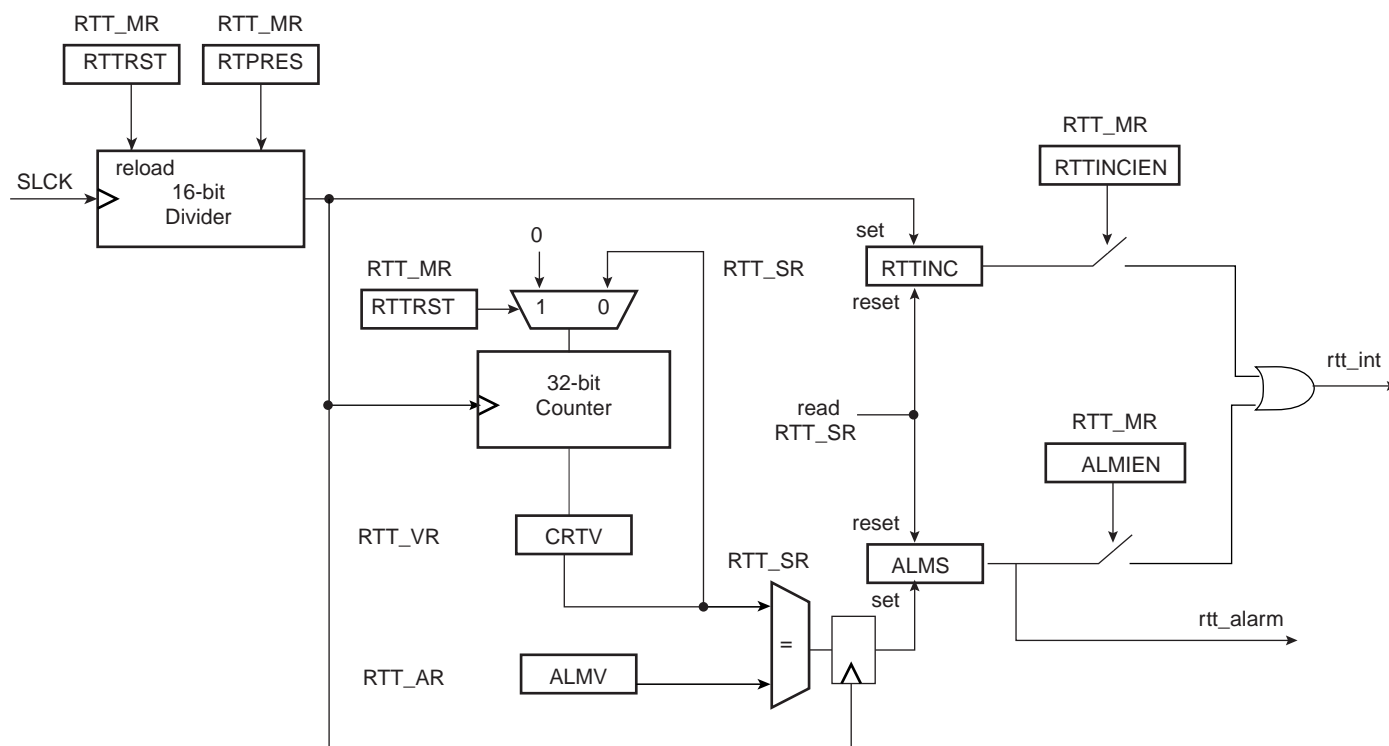 RTT_MR
RTT_MR
RTTRST
RTPRES
reload
SLCK
16-bit
Divider
RTT_MR
RTTINCIEN
0
set
RTT_MR
RTT_SR
RTTINC
RTTRST
1
0
reset
32-bit
Counter
read
RTT_SR
rtt_int
RTT_MR
ALMIEN
RTT_VR
CRTV
reset
RTT_SR
ALMS
set
rtt_alarm
=
RTT_AR
ALMV